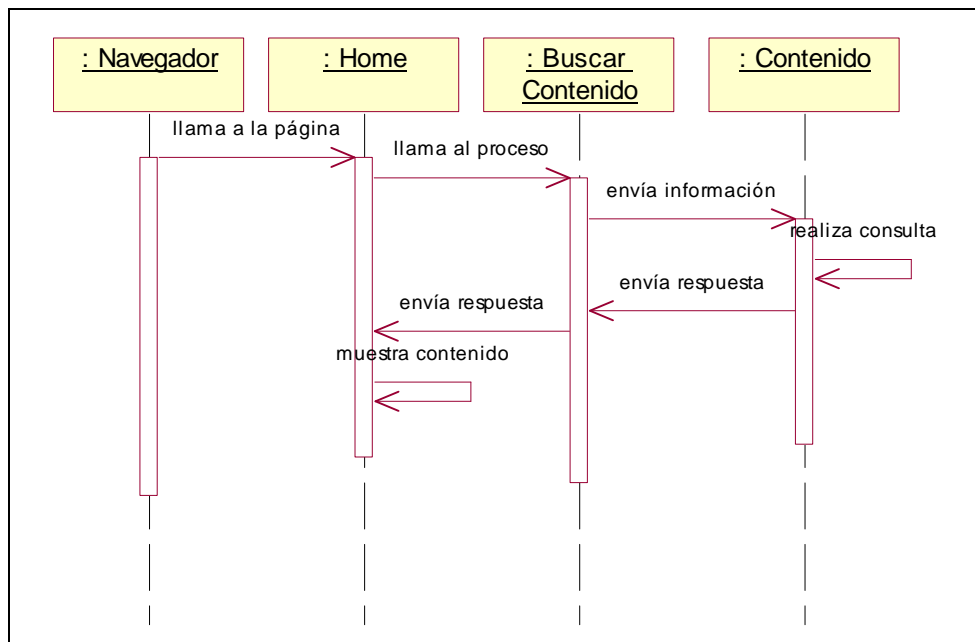 : Navegador
: Home
: Buscar
Contenido
: Contenido
llama a la página
llama al proceso
envía información
realiza consulta
envía respuesta
envía respuesta
muestra contenido